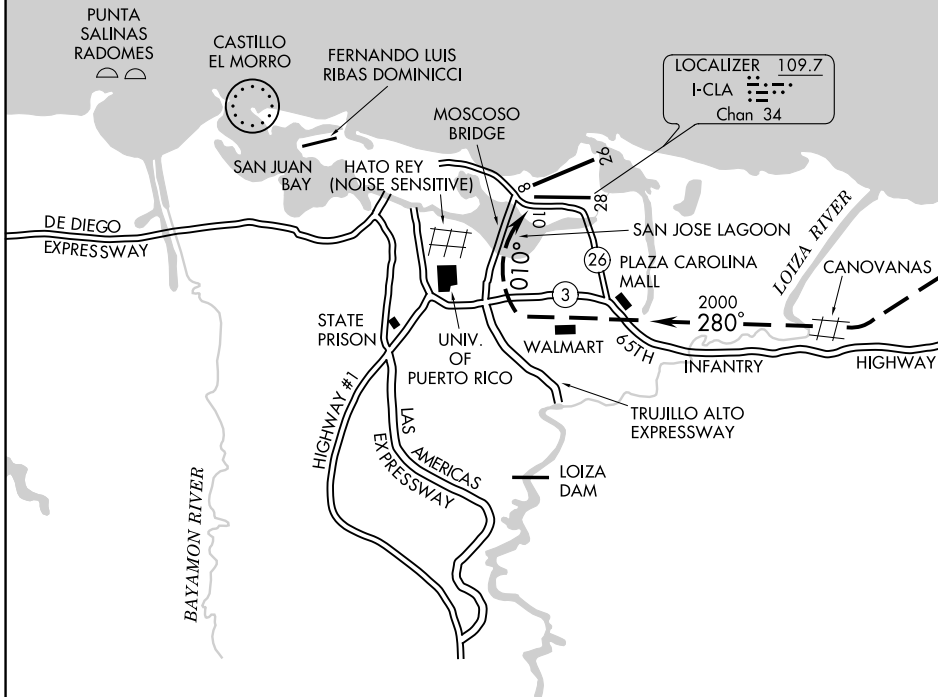 PUNTA
SALINAS
RADOMES
CASTILLO
EL MORRO
FERNANDO LUIS
RIBAS DOMINICCI
LOCALIZER 109.7
I-CLA
Chan 34
MOSCOSO
BRIDGE
SAN JUAN
BAY
HATO REY
(NOISE SENSITIVE)
26
8
28
10
DE DIEGO
EXPRESSWAY
010°
SAN JOSE LAGOON
LOIZA RIVER
26
PLAZA CAROLINA
MALL
CANOVANAS
3
2000
280°
STATE
PRISON
UNIV.
OF
PUERTO RICO
WALMART
65TH
INFANTRY
HIGHWAY
HIGHWAY #1
LAS
AMERICAS
EXPRESSWAY
TRUJILLO ALTO
EXPRESSWAY
LOIZA
DAM
BAYAMON RIVER